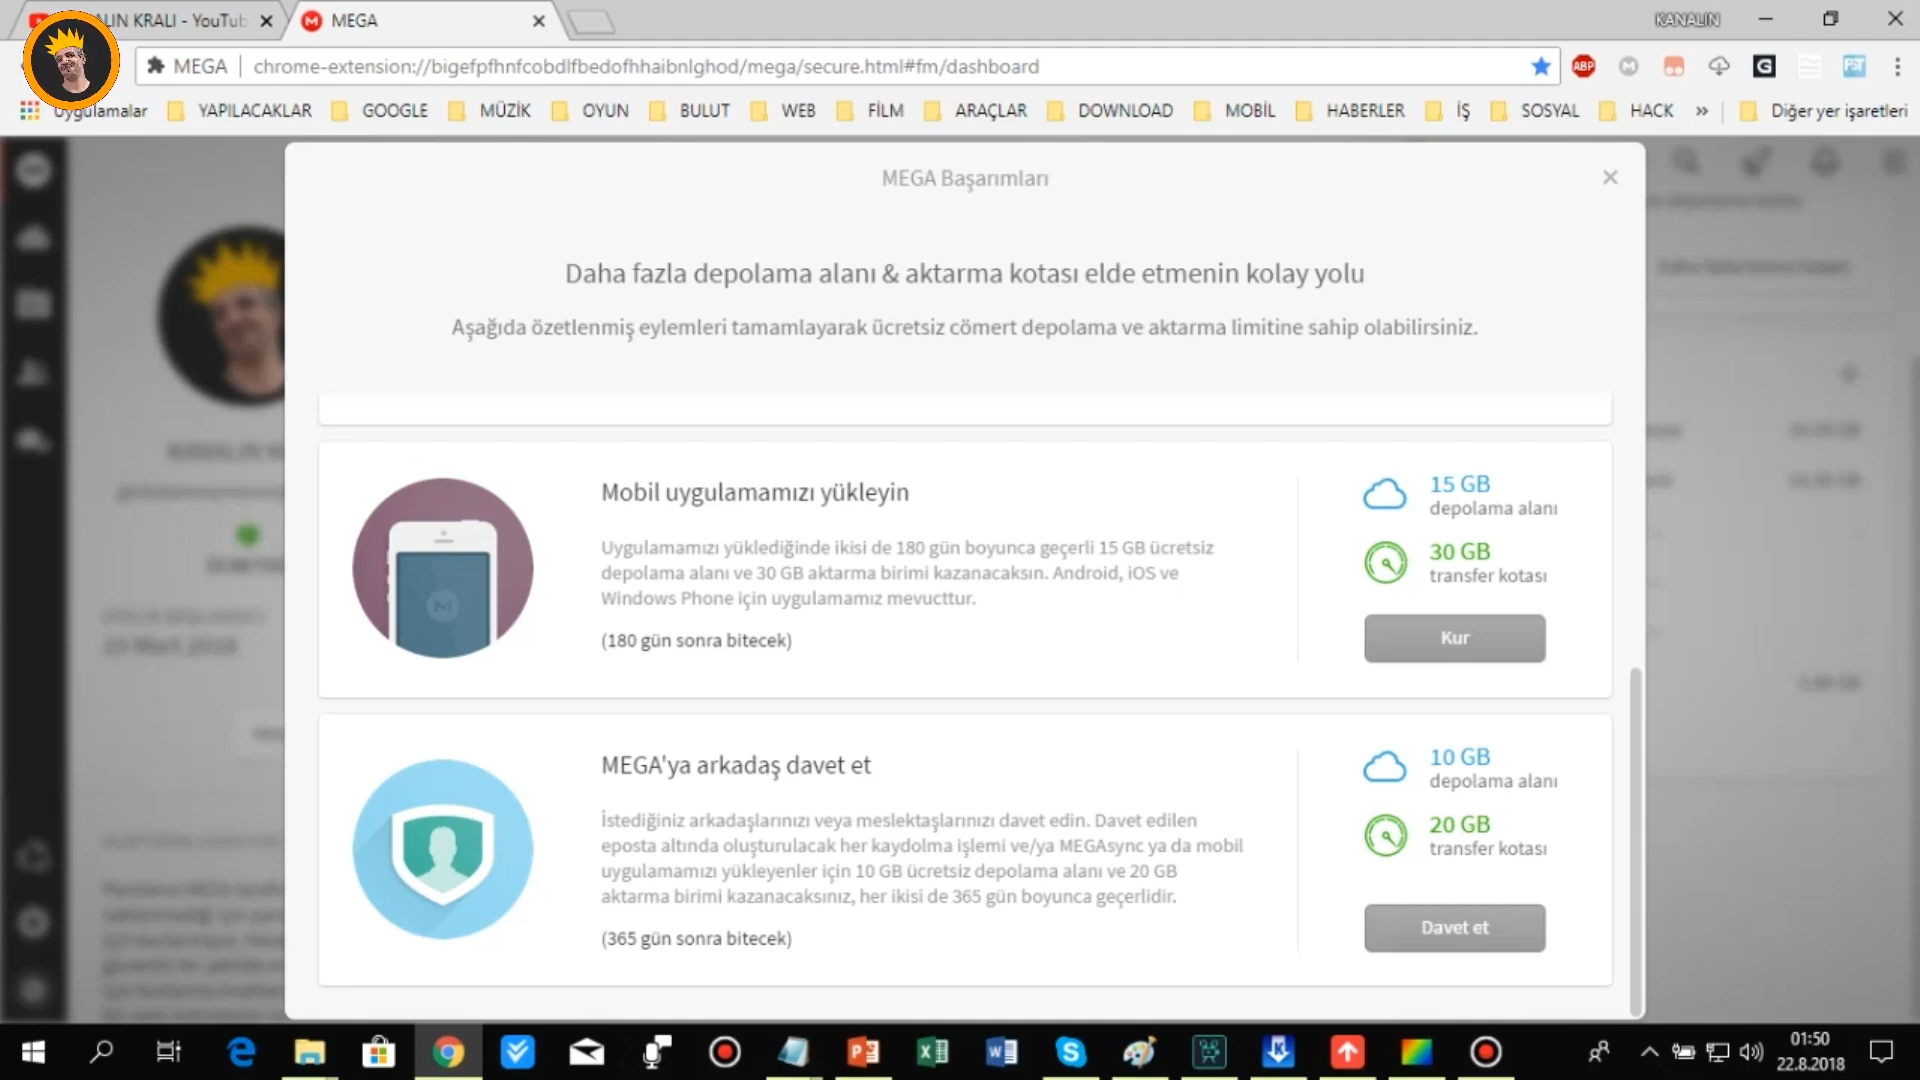 ALIN KRALI - YouTub
MEGA
KANALIN
MEGA
chrome-extension://bigefpfhnfcobdlfbedofhhaibnlghod/mega/secure.html#fm/dashboard
ABP
Uygulamalar
YAPILACAKLAR
GOOGLE
MÜZİK
OYUN
BULUT
WEB
FİLM
ARAÇLAR
DOWNLOAD
MOBİL
HABERLER
İŞ
SOSYAL
HACK
»
Diğer yer işaretleri
MEGA Başarımları
Daha fazla depolama alanı & aktarma kotası elde etmenin kolay yolu
Aşağıda özetlenmiş eylemleri tamamlayarak ücretsiz cömert depolama ve aktarma limitine sahip olabilirsiniz.
Mobil uygulamamızı yükleyin
Uygulamamızı yüklediğinde ikisi de 180 gün boyunca geçerli 15 GB ücretsiz
depolama alanı ve 30 GB aktarma birimi kazanacaksın. Android, iOS ve
Windows Phone için uygulamamız mevucttur.
(180 gün sonra bitecek)
15 GB
depolama alanı
30 GB
transfer kotası
Kur
MEGA'ya arkadaş davet et
İstediğiniz arkadaşlarınızı veya meslektaşlarınızı davet edin. Davet edilen
eposta altında oluşturulacak her kaydolma işlemi ve/ya MEGAsync ya da mobil
uygulamamızı yükleyenler için 10 GB ücretsiz depolama alanı ve 20 GB
aktarma birimi kazanacaksınız, her ikisi de 365 gün boyunca geçerlidir.
(365 gün sonra bitecek)
10 GB
depolama alanı
20 GB
transfer kotası
Davet et
19 Mart 2018
01:50
22.8.2018